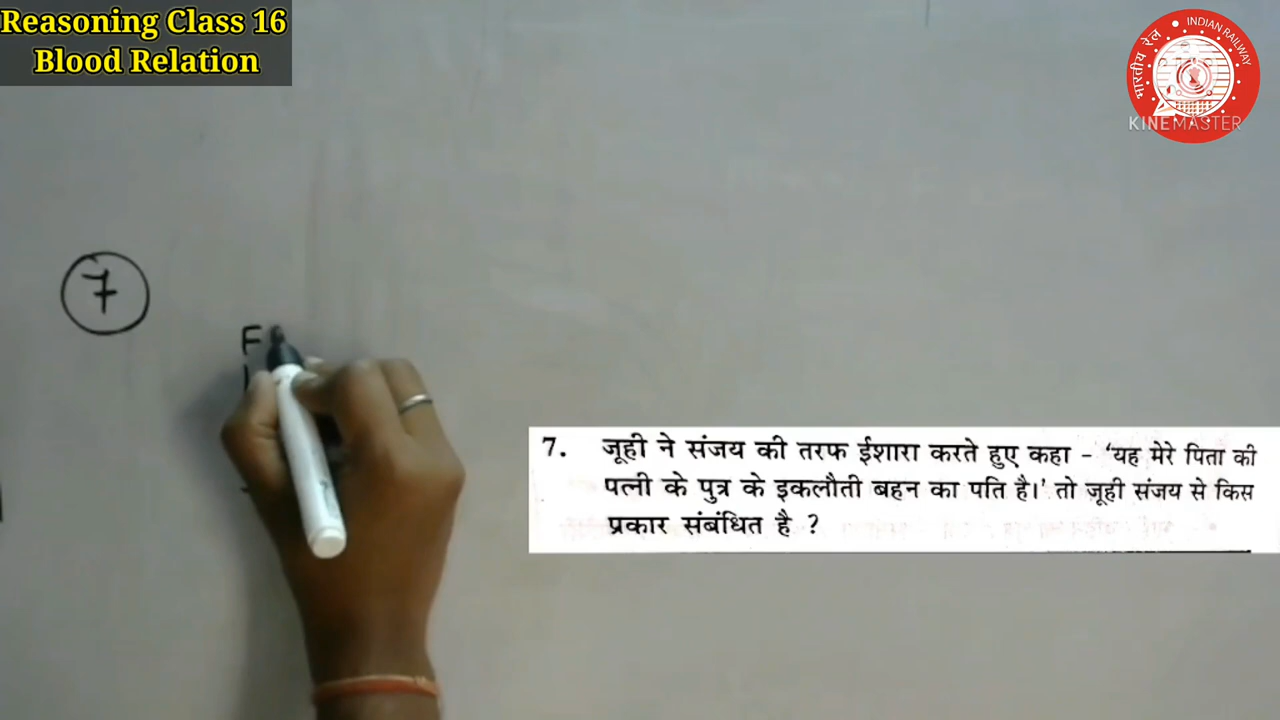 Reasoning Class 16
Blood Relation
भारतीय रेल
INDIAN RAILWAY
KINEMASTER
7
F
7. जूही ने संजय की तरफ ईशारा करते हुए कहा – ‘यह मेरे पिता की
पत्नी के पुत्र के इकलौती बहन का पति है।’ तो जूही संजय से किस
प्रकार संबंधित है ?